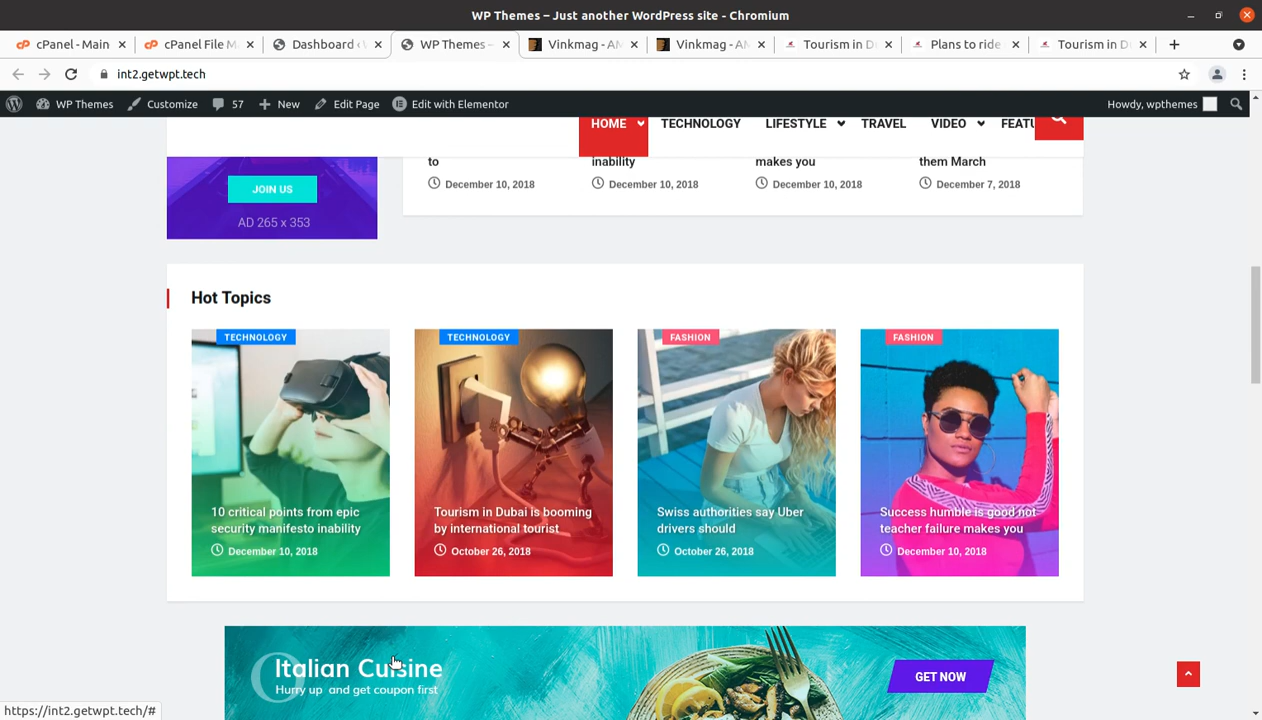 WP Themes – Just another WordPress site - Chromium
cPanel - Main
cPanel File M
Dashboard
WP Themes -
Vinkmag - AM
Vinkmag - AM
Tourism in D
Plans to ride
Tourism in D
int2.getwpt.tech
WP Themes
Customize
57
New
Edit Page
Edit with Elementor
Howdy, wpthemes
HOME
TECHNOLOGY
LIFESTYLE
TRAVEL
VIDEO
FEATU
to
inability
makes you
them March
December 10, 2018
December 10, 2018
December 10, 2018
December 7, 2018
JOIN US
AD 265 x 353
Hot Topics
TECHNOLOGY
10 critical points from epic
security manifesto inability
December 10, 2018
TECHNOLOGY
Tourism in Dubai is booming
by international tourist
October 26, 2018
FASHION
Swiss authorities say Uber
drivers should
October 26, 2018
FASHION
Success humble is good not
teacher failure makes you
December 10, 2018
Italian Cuisine
Hurry up and get coupon first
GET NOW
https://int2.getwpt.tech/#